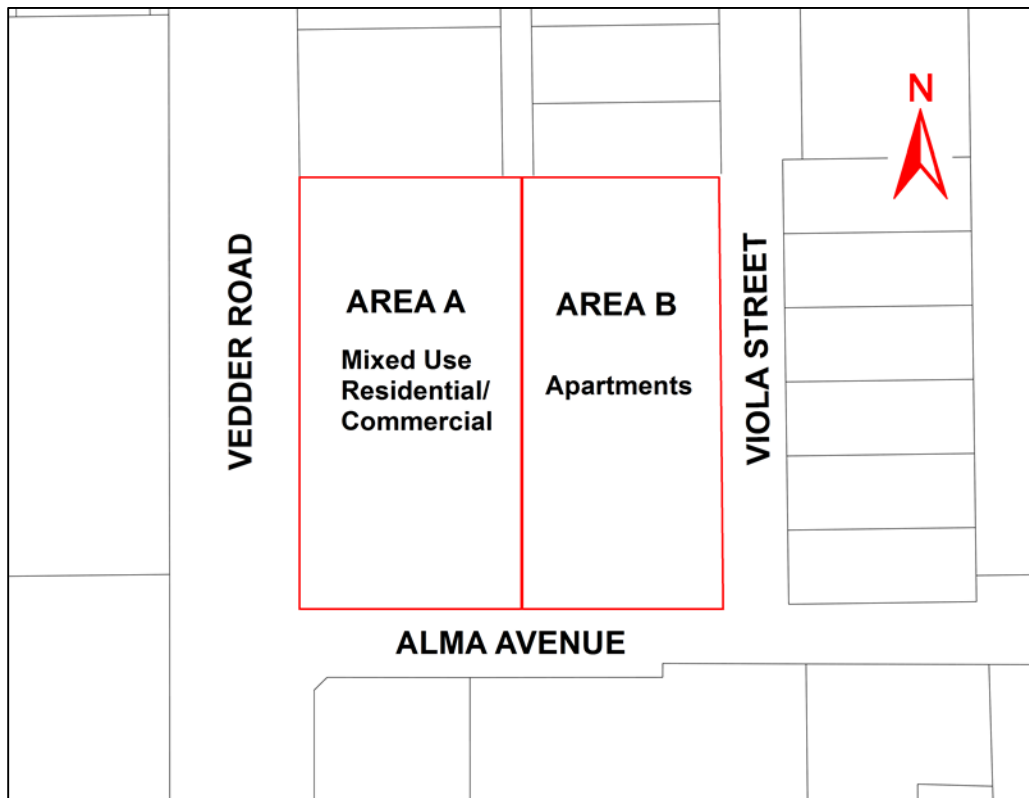 N
VEDDER ROAD
AREA A
Mixed Use
Residential/
Commercial
AREA B
Apartments
VIOLA STREET
ALMA AVENUE